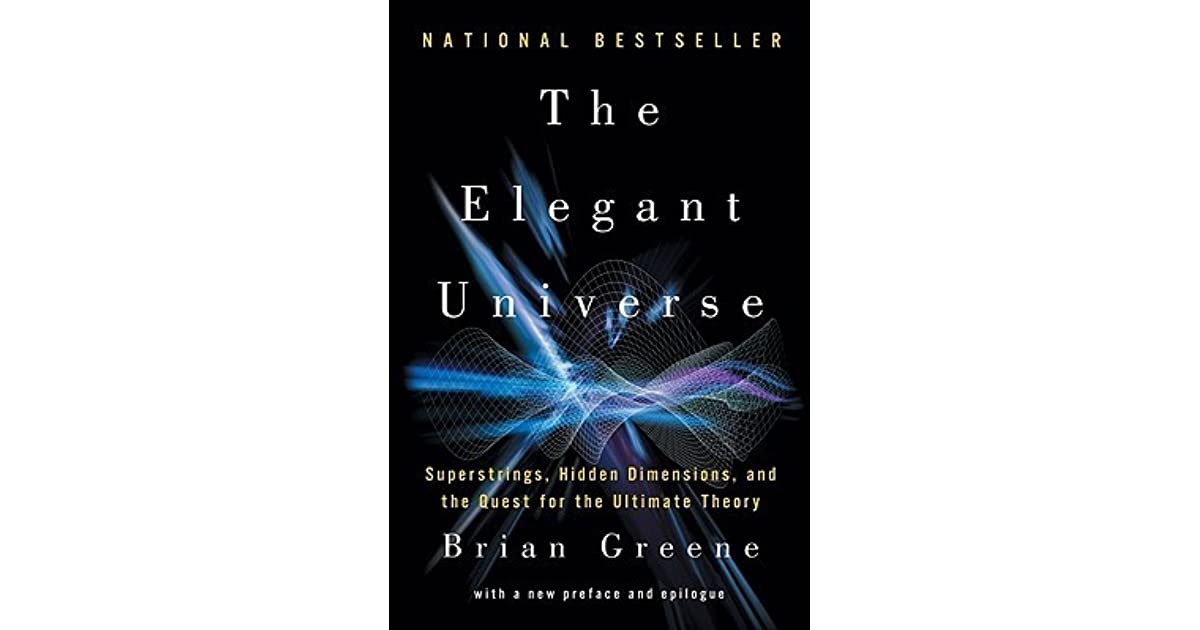 NATIONAL BESTSELLER
The
Elegant
Universe
Superstrings, Hidden Dimensions, and
the Quest for the Ultimate Theory
Brian Greene
with a new preface and epilogue